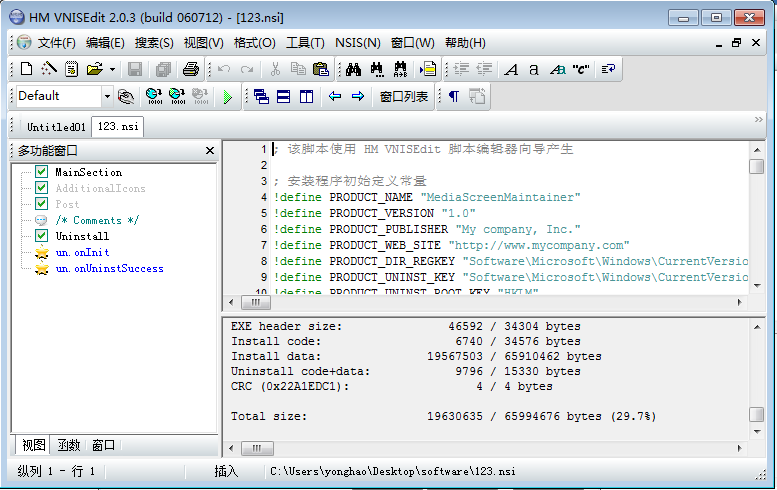 HM VNISEdit 2.0.3 (build 060712) - [123.nsi]
文件(F) 编辑(E) 搜索(S) 视图(V) 格式(O) 工具(T) NSIS(N) 窗口(W) 帮助(H)
A a Aa "C"
Default 窗口列表
Untitled01 123.nsi
多功能窗口
MainSection
AdditionalIcons
Post
/* Comments */
Uninstall
un.onInit
un.onUninstSuccess
1 ; 该脚本使用 HM VNISEdit 脚本编辑器向导产生
2
3 ; 安装程序初始定义常量
4 !define PRODUCT_NAME "MediaScreenMaintainer"
5 !define PRODUCT_VERSION "1.0"
6 !define PRODUCT_PUBLISHER "My company, Inc."
7 !define PRODUCT_WEB_SITE "http://www.mycompany.com"
8 !define PRODUCT_DIR_REGKEY "Software\Microsoft\Windows\CurrentVersio
9 !define PRODUCT_UNINST_KEY "Software\Microsoft\Windows\CurrentVersio
10 !define PRODUCT_UNINST_ROOT_KEY "HKLM"
EXE header size: 46592 / 34304 bytes
Install code: 6740 / 34576 bytes
Install data: 19567503 / 65910462 bytes
Uninstall code+data: 9796 / 15330 bytes
CRC (0x22A1EDC1): 4 / 4 bytes
Total size: 19630635 / 65994676 bytes (29.7%)
视图 函数 窗口
纵列 1 - 行 1 插入 C:\Users\yonghao\Desktop\software\123.nsi